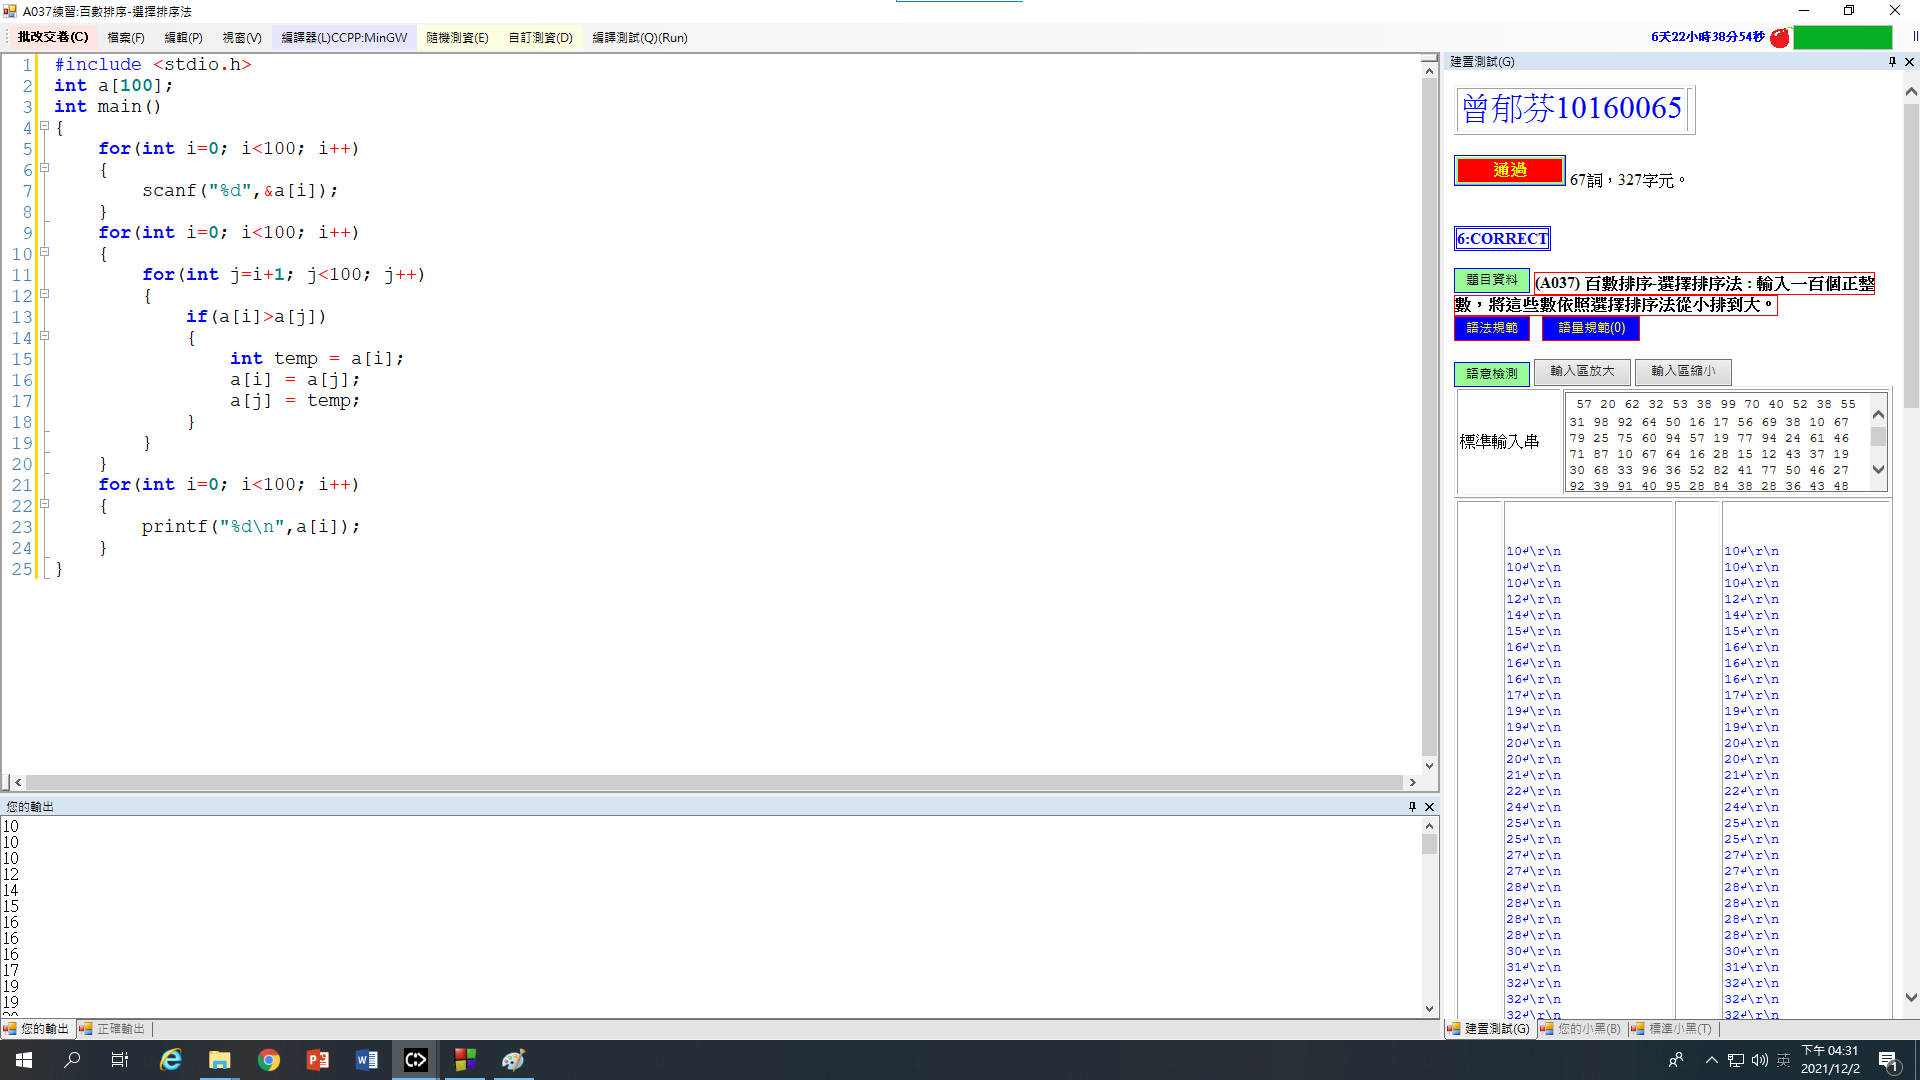 A037練習:百數排序-選擇排序法
批改交卷(C) 檔案(F) 編輯(P) 視窗(V) 編譯器(L)CCPP:MinGW 隨機測資(E) 自訂測資(D) 編譯測試(Q)(Run) 6天22小時38分54秒
1 #include <stdio.h>
2 int a[100];
3 int main()
4 {
5 for(int i=0; i<100; i++)
6 {
7 scanf("%d",&a[i]);
8 }
9 for(int i=0; i<100; i++)
10 {
11 for(int j=i+1; j<100; j++)
12 {
13 if(a[i]>a[j])
14 {
15 int temp = a[i];
16 a[i] = a[j];
17 a[j] = temp;
18 }
19 }
20 }
21 for(int i=0; i<100; i++)
22 {
23 printf("%d\n",a[i]);
24 }
25 }
您的輸出
10
10
10
12
14
15
16
16
16
17
19
19
您的輸出 正確輸出
建置測試(G)
曾郁芬10160065
通過 67詞，327字元。
6:CORRECT
題目資料 (A037) 百數排序-選擇排序法：輸入一百個正整
數，將這些數依照選擇排序法從小排到大。
語法規範 語量規範(0)
語意檢測 輸入區放大 輸入區縮小
標準輸入串
57 20 62 32 53 38 99 70 40 52 38 55
31 98 92 64 50 16 17 56 69 38 10 67
79 25 75 60 94 57 19 77 94 24 61 46
71 87 10 67 64 16 28 15 12 43 37 19
30 68 33 96 36 52 82 41 77 50 46 27
92 39 91 40 95 28 84 38 28 36 43 48
10↵\r\n 10↵\r\n
10↵\r\n 10↵\r\n
10↵\r\n 10↵\r\n
12↵\r\n 12↵\r\n
14↵\r\n 14↵\r\n
15↵\r\n 15↵\r\n
16↵\r\n 16↵\r\n
16↵\r\n 16↵\r\n
16↵\r\n 16↵\r\n
17↵\r\n 17↵\r\n
19↵\r\n 19↵\r\n
19↵\r\n 19↵\r\n
20↵\r\n 20↵\r\n
20↵\r\n 20↵\r\n
21↵\r\n 21↵\r\n
22↵\r\n 22↵\r\n
24↵\r\n 24↵\r\n
25↵\r\n 25↵\r\n
25↵\r\n 25↵\r\n
27↵\r\n 27↵\r\n
27↵\r\n 27↵\r\n
28↵\r\n 28↵\r\n
28↵\r\n 28↵\r\n
28↵\r\n 28↵\r\n
28↵\r\n 28↵\r\n
30↵\r\n 30↵\r\n
31↵\r\n 31↵\r\n
32↵\r\n 32↵\r\n
32↵\r\n 32↵\r\n
32↵\r\n 32↵\r\n
建置測試(G) 您的小黑(B) 標準小黑(T)
英 下午 04:31
2021/12/2 1